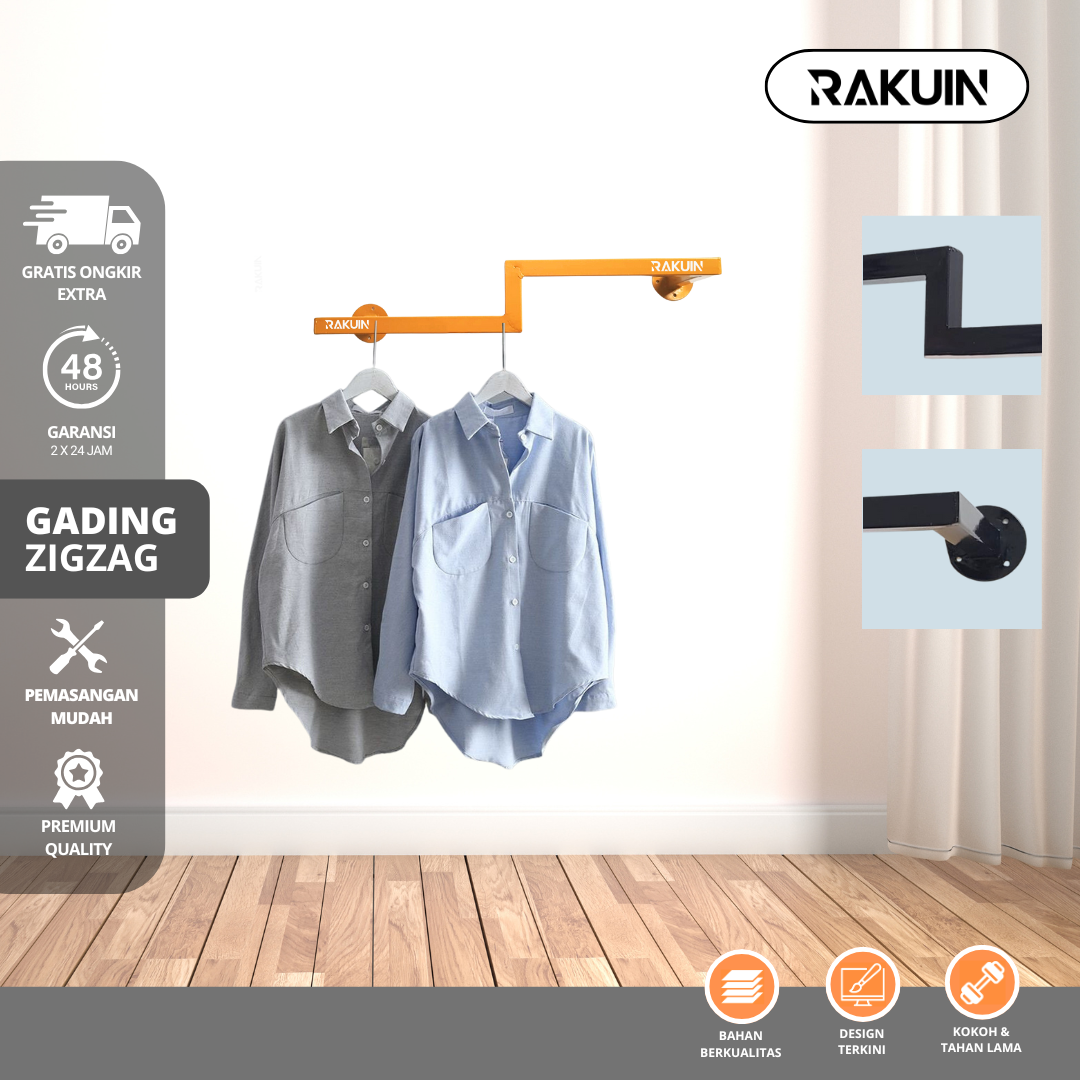 RAKUIN
GRATIS ONGKIR
EXTRA
48
HOURS
GARANSI
2 X 24 JAM
GADING
ZIGZAG
PEMASANGAN
MUDAH
PREMIUM
QUALITY
RAKUIN
RAKUIN
BAHAN
BERKUALITAS
DESIGN
TERKINI
KOKOH &
TAHAN LAMA